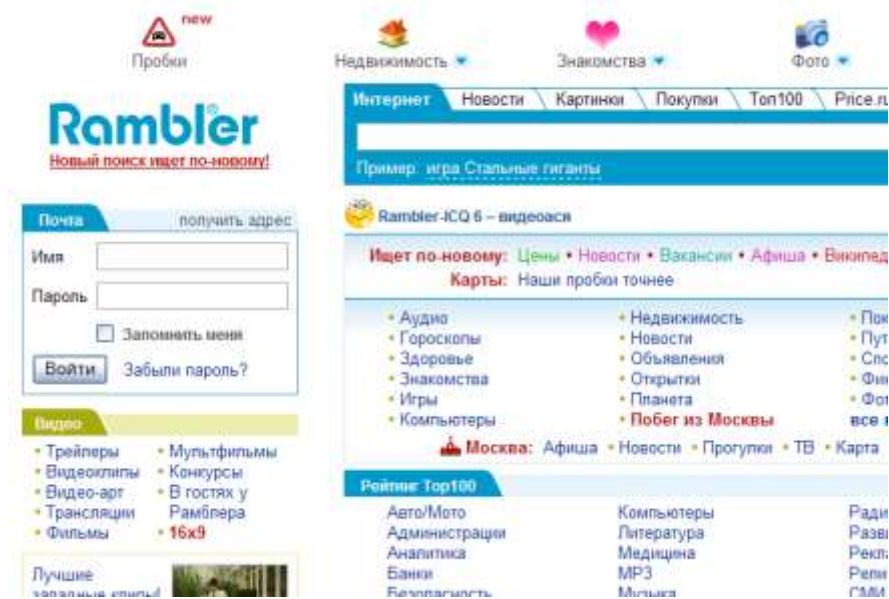 new
Пробки
Недвижимость
Знакомства
Фото
Rambler
Новый поиск ищет по-новому!
Интернет Новости Картинки Покупки Топ100 Price.ru
Пример: игра Стальные гиганты
Почта получить адрес
Имя
Пароль
Запомнить меня
Войти Забыли пароль?
Rambler-ICQ 6 – видеоася
Ищет по-новому: Цены • Новости • Вакансии • Афиша •
Карты: Наши пробки точнее
• Аудио • Недвижимость
• Гороскопы • Новости
• Здоровье • Объявления
• Знакомства • Открытки
• Игры • Планета
• Компьютеры • Побег из Москвы все
Москва: Афиша • Новости • Прогулки • ТВ • Карта
Видео
• Трейлеры • Мультфильмы
• Видеоклипы • Конкурсы
• Видео-арт • В гостях у
• Трансляции Рамблера
• Фильмы • 16x9
Лучшие
западные клипы!
Рейтинг Top100
Авто/Мото Компьютеры
Администрации Литература
Аналитика Медицина
Банки MP3
Безопасность Музыка СМИ